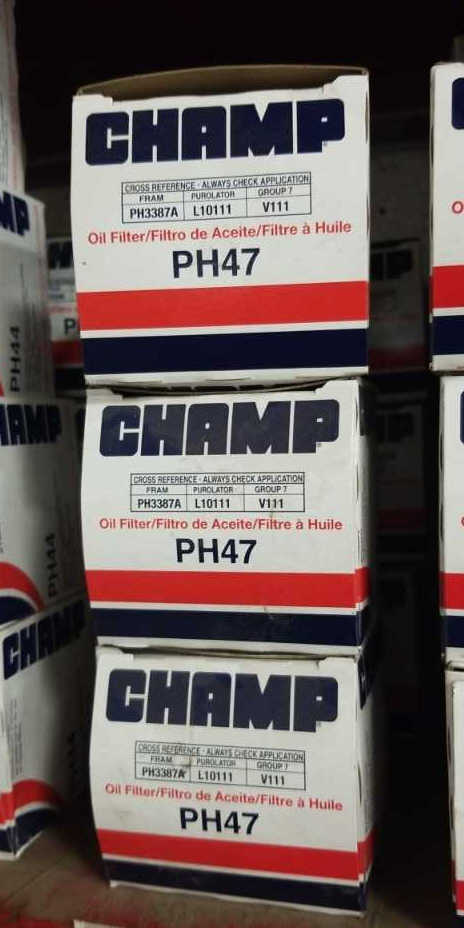 CHAMP
CROSS REFERENCE - ALWAYS CHECK APPLICATION
FRAM PUROLATOR GROUP 7
PH3387A L10111 V111
Oil Filter/Filtro de Aceite/Filtre à Huile
PH47
CHAMP
CROSS REFERENCE - ALWAYS CHECK APPLICATION
FRAM PUROLATOR GROUP 7
PH3387A L10111 V111
Oil Filter/Filtro de Aceite/Filtre à Huile
PH47
CHAMP
CROSS REFERENCE - ALWAYS CHECK APPLICATION
FRAM PUROLATOR GROUP 7
PH3387A L10111 V111
Oil Filter/Filtro de Aceite/Filtre à Huile
PH47
PH44
PH44
CHAMP